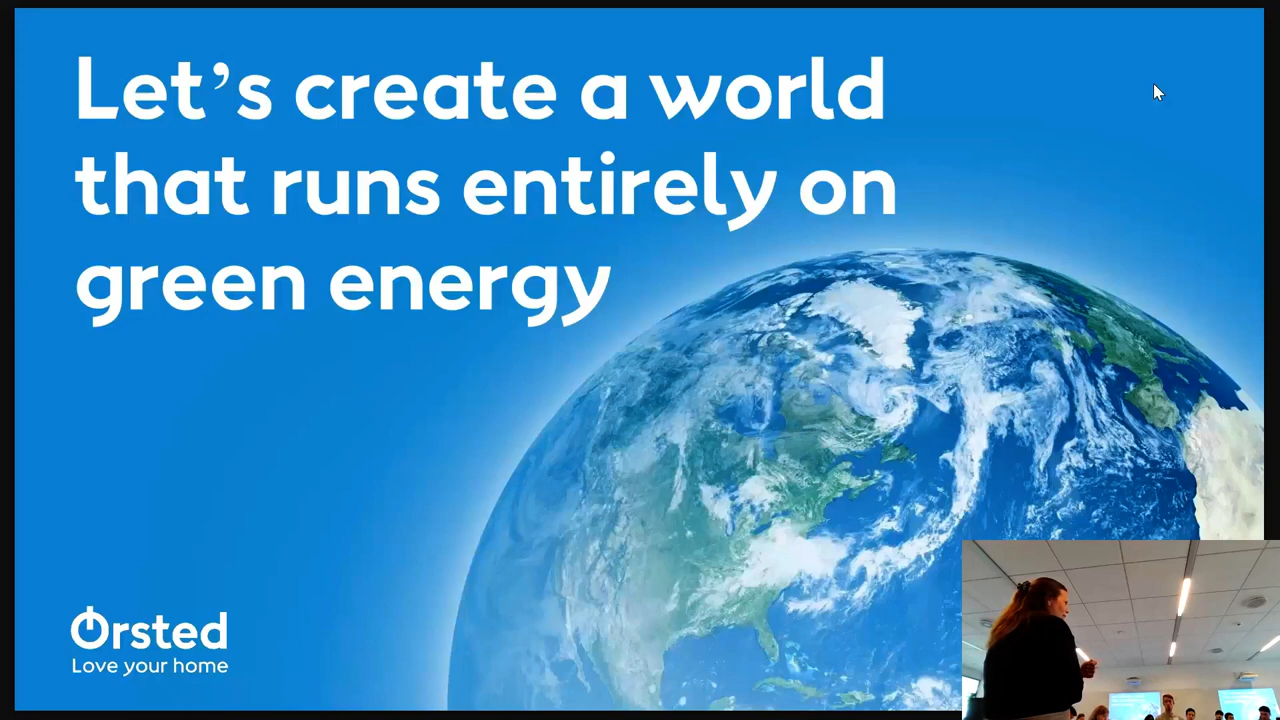 Let's create a world
that runs entirely on
green energy
Ørsted
Love your home